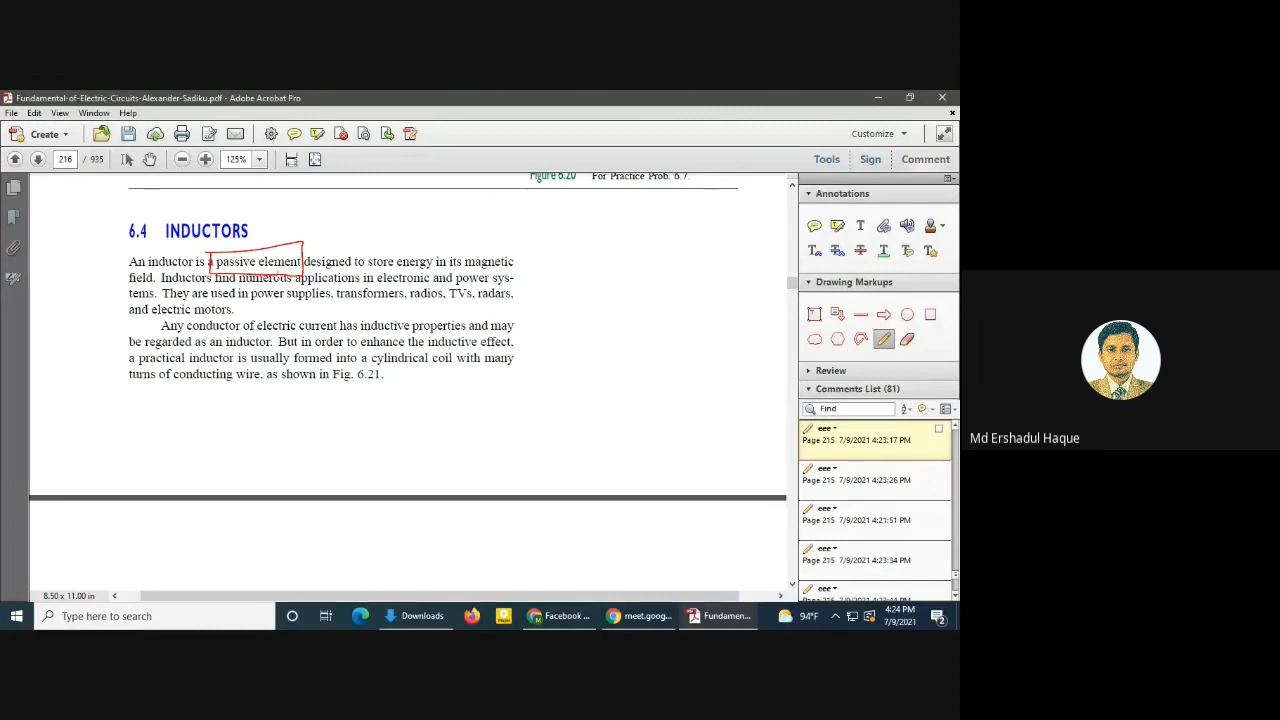 Fundamental-of-Electric-Circuits-Alexander-Sadiku.pdf - Adobe Acrobat Pro
File Edit View Window Help
Create
Customize
216 / 935
125%
Tools Sign Comment
Figure 6.20 For Practice Prob. 6.7.
6.4 INDUCTORS
An inductor is a passive element designed to store energy in its magnetic
field. Inductors find numerous applications in electronic and power sys-
tems. They are used in power supplies, transformers, radios, TVs, radars,
and electric motors.
Any conductor of electric current has inductive properties and may
be regarded as an inductor. But in order to enhance the inductive effect,
a practical inductor is usually formed into a cylindrical coil with many
turns of conducting wire, as shown in Fig. 6.21.
8.50 x 11.00 in
Annotations
Drawing Markups
Review
Comments List (81)
Find
eee
Page 215 7/9/2021 4:23:17 PM
eee
Page 215 7/9/2021 4:23:26 PM
eee
Page 215 7/9/2021 4:21:51 PM
eee
Page 215 7/9/2021 4:23:34 PM
eee
Md Ershadul Haque
Type here to search
Downloads
Facebook ...
meet.goog...
Fundamen...
94°F
4:24 PM
7/9/2021
2